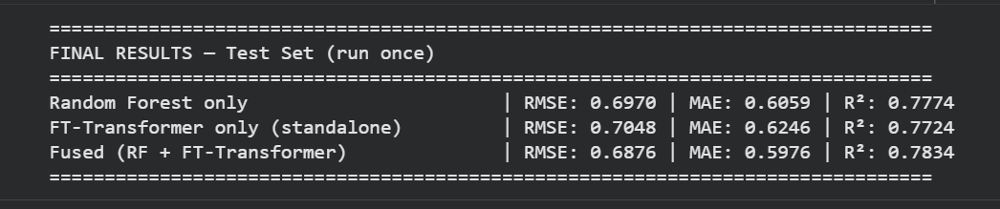 ================================================================================
FINAL RESULTS — Test Set (run once)
================================================================================
Random Forest only                       | RMSE: 0.6970 | MAE: 0.6059 | R²: 0.7774
FT-Transformer only (standalone)         | RMSE: 0.7048 | MAE: 0.6246 | R²: 0.7724
Fused (RF + FT-Transformer)              | RMSE: 0.6876 | MAE: 0.5976 | R²: 0.7834
================================================================================